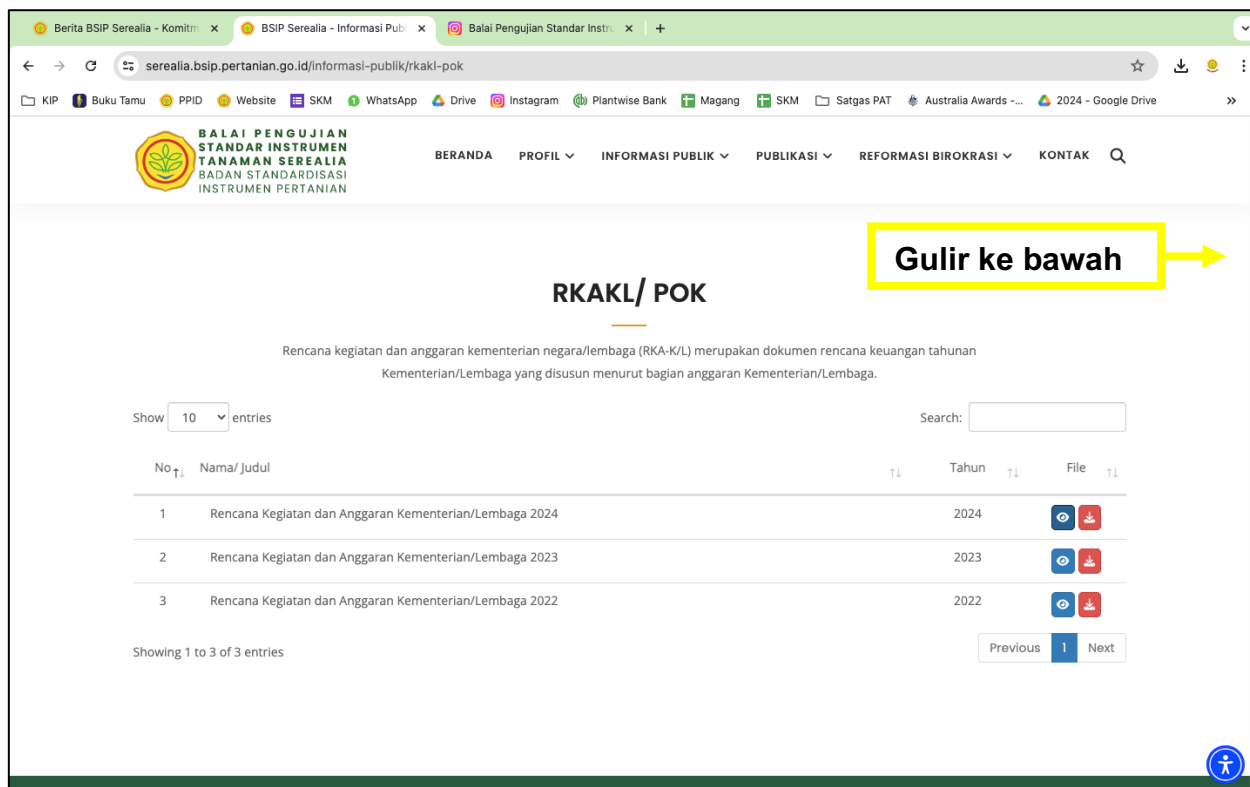 Berita BSIP Serealia - Komitm
BSIP Serealia - Informasi Publ
Balai Pengujian Standar Instru
serealia.bsip.pertanian.go.id/informasi-publik/rkakl-pok
KIP Buku Tamu PPID Website SKM WhatsApp Drive Instagram Plantwise Bank Magang SKM Satgas PAT Australia Awards -... 2024 - Google Drive
BALAI PENGUJIAN
STANDAR INSTRUMEN
TANAMAN SEREALIA
BADAN STANDARDISASI
INSTRUMEN PERTANIAN
BERANDA PROFIL INFORMASI PUBLIK PUBLIKASI REFORMASI BIROKRASI KONTAK
Gulir ke bawah
RKAKL/ POK
Rencana kegiatan dan anggaran kementerian negara/lembaga (RKA-K/L) merupakan dokumen rencana keuangan tahunan
Kementerian/Lembaga yang disusun menurut bagian anggaran Kementerian/Lembaga.
Show 10 entries Search:
No Nama/ Judul Tahun File
1 Rencana Kegiatan dan Anggaran Kementerian/Lembaga 2024 2024
2 Rencana Kegiatan dan Anggaran Kementerian/Lembaga 2023 2023
3 Rencana Kegiatan dan Anggaran Kementerian/Lembaga 2022 2022
Showing 1 to 3 of 3 entries Previous 1 Next